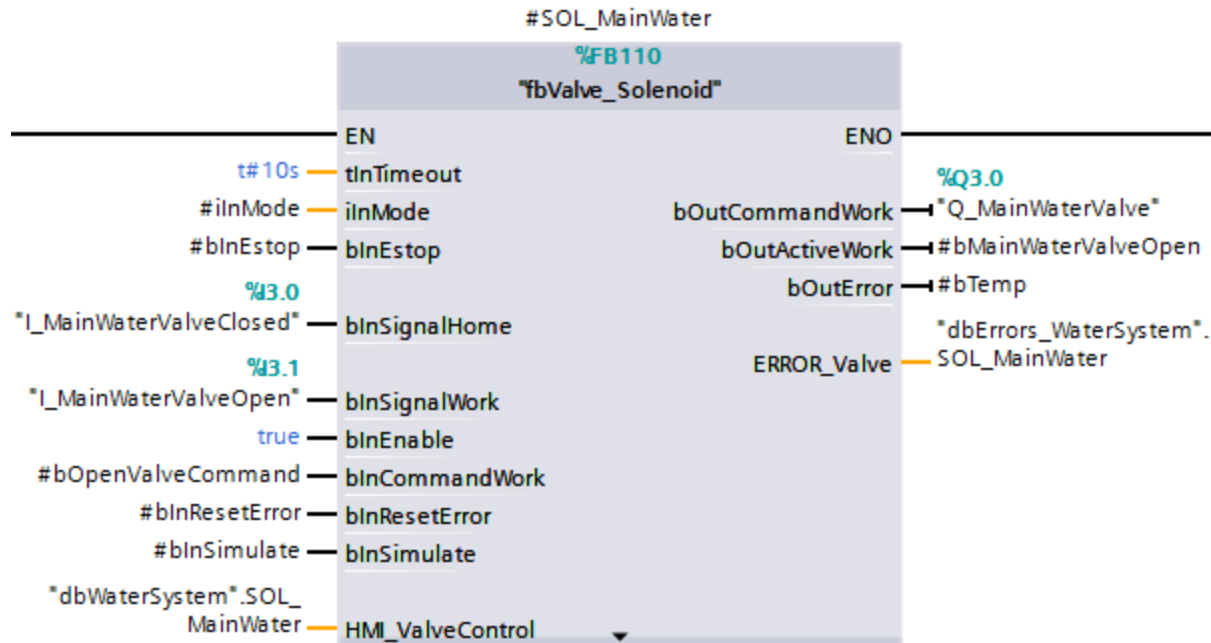 #SOL_MainWater
%FB110
"fbValve_Solenoid"
EN
ENO
t#10s
tInTimeout
%Q3.0
#iInMode
iInMode
bOutCommandWork
"Q_MainWaterValve"
#bInEstop
bInEstop
bOutActiveWork
#bMainWaterValveOpen
bOutError
#bTemp
%I3.0
"I_MainWaterValveClosed"
bInSignalHome
"dbErrors_WaterSystem".
ERROR_Valve
SOL_MainWater
%I3.1
"I_MainWaterValveOpen"
bInSignalWork
true
bInEnable
#bOpenValveCommand
bInCommandWork
#bInResetError
bInResetError
#bInSimulate
bInSimulate
"dbWaterSystem".SOL_
MainWater
HMI_ValveControl